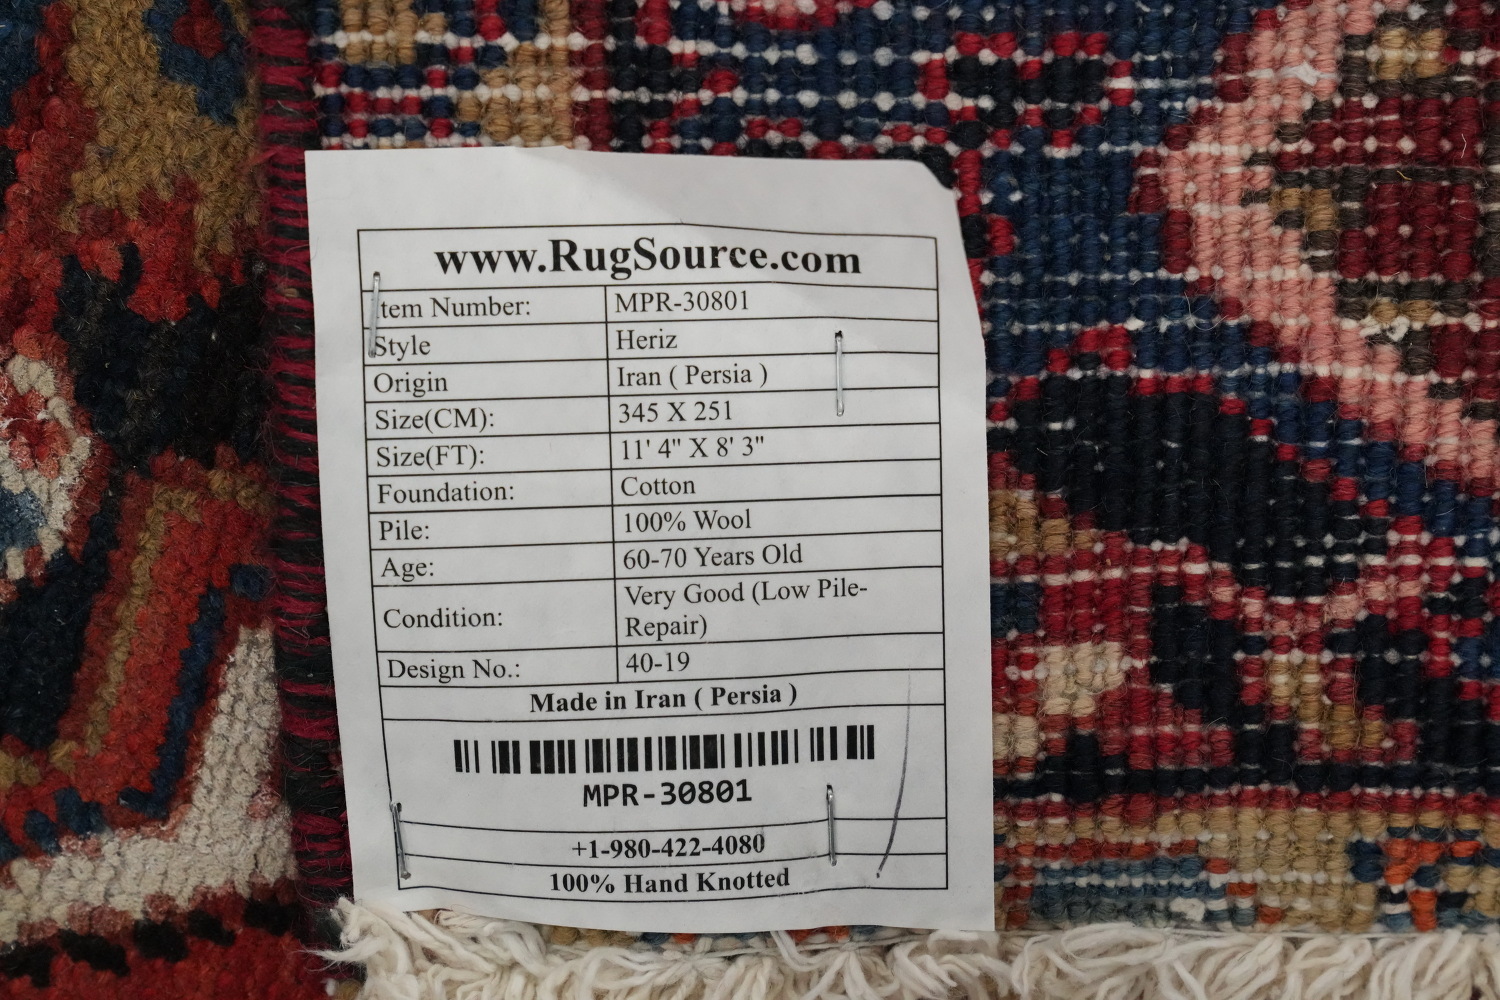 www.RugSource.com
Item Number: MPR-30801
Style Heriz
Origin Iran ( Persia )
Size(CM): 345 X 251
Size(FT): 11' 4" X 8' 3"
Foundation: Cotton
Pile: 100% Wool
Age: 60-70 Years Old
Condition: Very Good (Low Pile-
Repair)
Design No.: 40-19
Made in Iran ( Persia )
MPR-30801
+1-980-422-4080
100% Hand Knotted